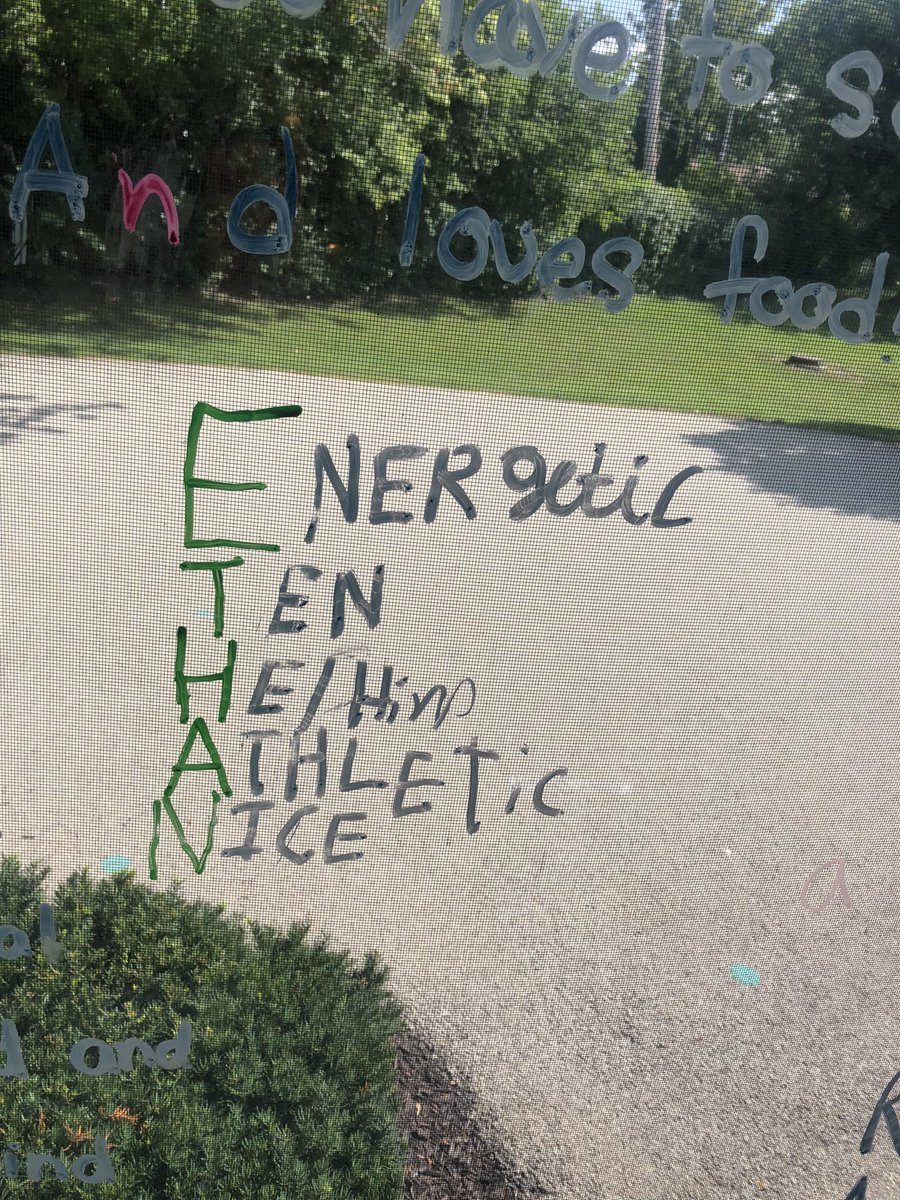 have to s
And loves food
ENERgetic
TEN
HE/Him
ATHLETic
NICE
a
and